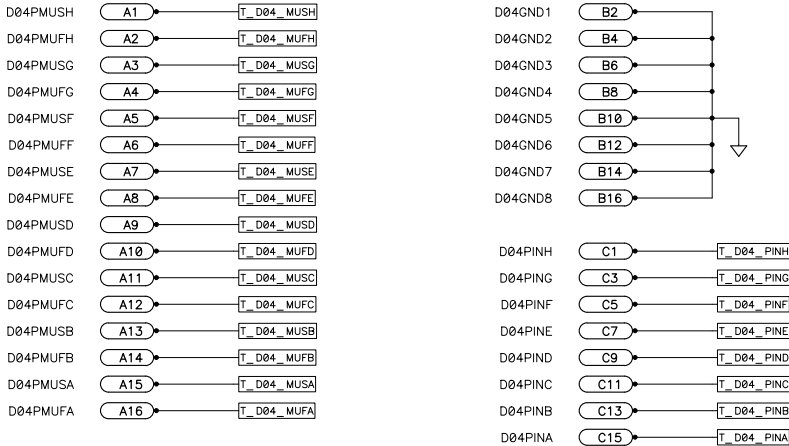 D04PMUSH A1 T_D04_MUSH
D04PMUFH A2 T_D04_MUFH
D04PMUSG A3 T_D04_MUSG
D04PMUFG A4 T_D04_MUFG
D04PMUSF A5 T_D04_MUSF
D04PMUFF A6 T_D04_MUFF
D04PMUSE A7 T_D04_MUSE
D04PMUFE A8 T_D04_MUFE
D04PMUSD A9 T_D04_MUSD
D04PMUFD A10 T_D04_MUFD
D04PMUSC A11 T_D04_MUSC
D04PMUFC A12 T_D04_MUFC
D04PMUSB A13 T_D04_MUSB
D04PMUFB A14 T_D04_MUFB
D04PMUSA A15 T_D04_MUSA
D04PMUFA A16 T_D04_MUFA
D04GND1 B2
D04GND2 B4
D04GND3 B6
D04GND4 B8
D04GND5 B10
D04GND6 B12
D04GND7 B14
D04GND8 B16
D04PINH C1 T_D04_PINH
D04PING C3 T_D04_PING
D04PINF C5 T_D04_PINF
D04PINE C7 T_D04_PINE
D04PIND C9 T_D04_PIND
D04PINC C11 T_D04_PINC
D04PINB C13 T_D04_PINB
D04PINA C15 T_D04_PINA